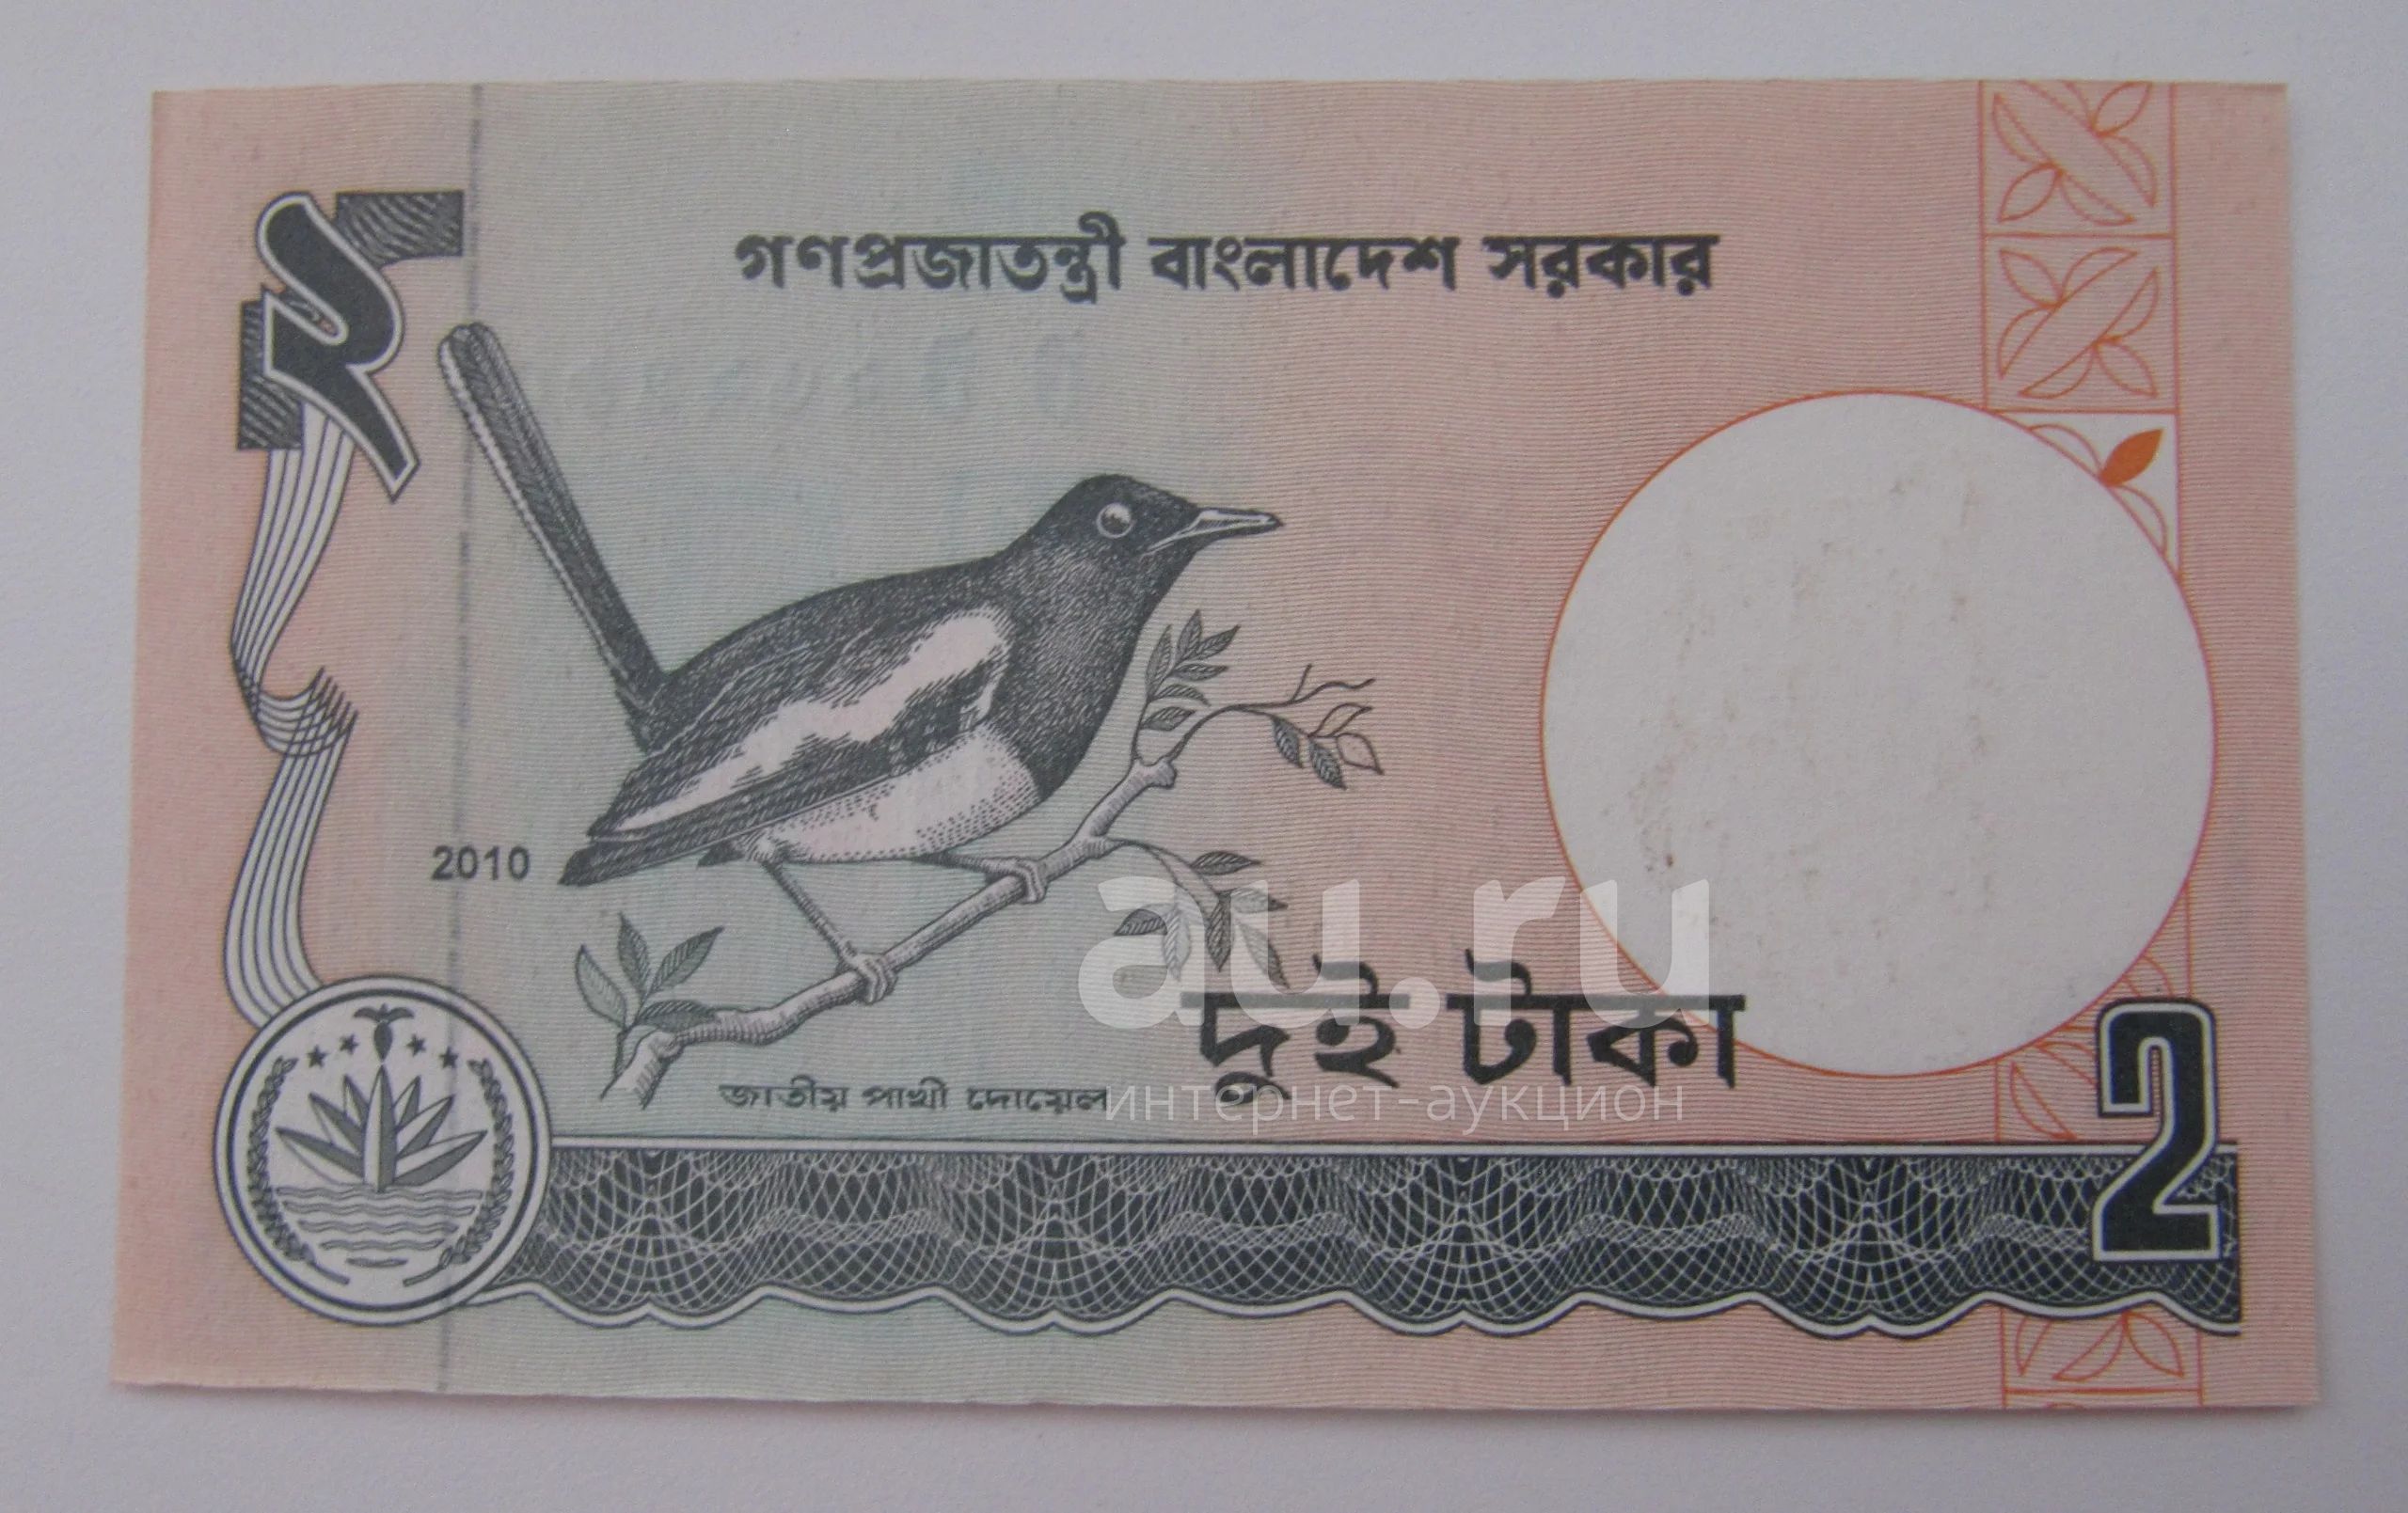 ২
গণপ্রজাতন্ত্রী বাংলাদেশ সরকার
2010
au.ru
দুই টাকা
জাতীয় পাখী দোয়েল
интернет-аукцион
2